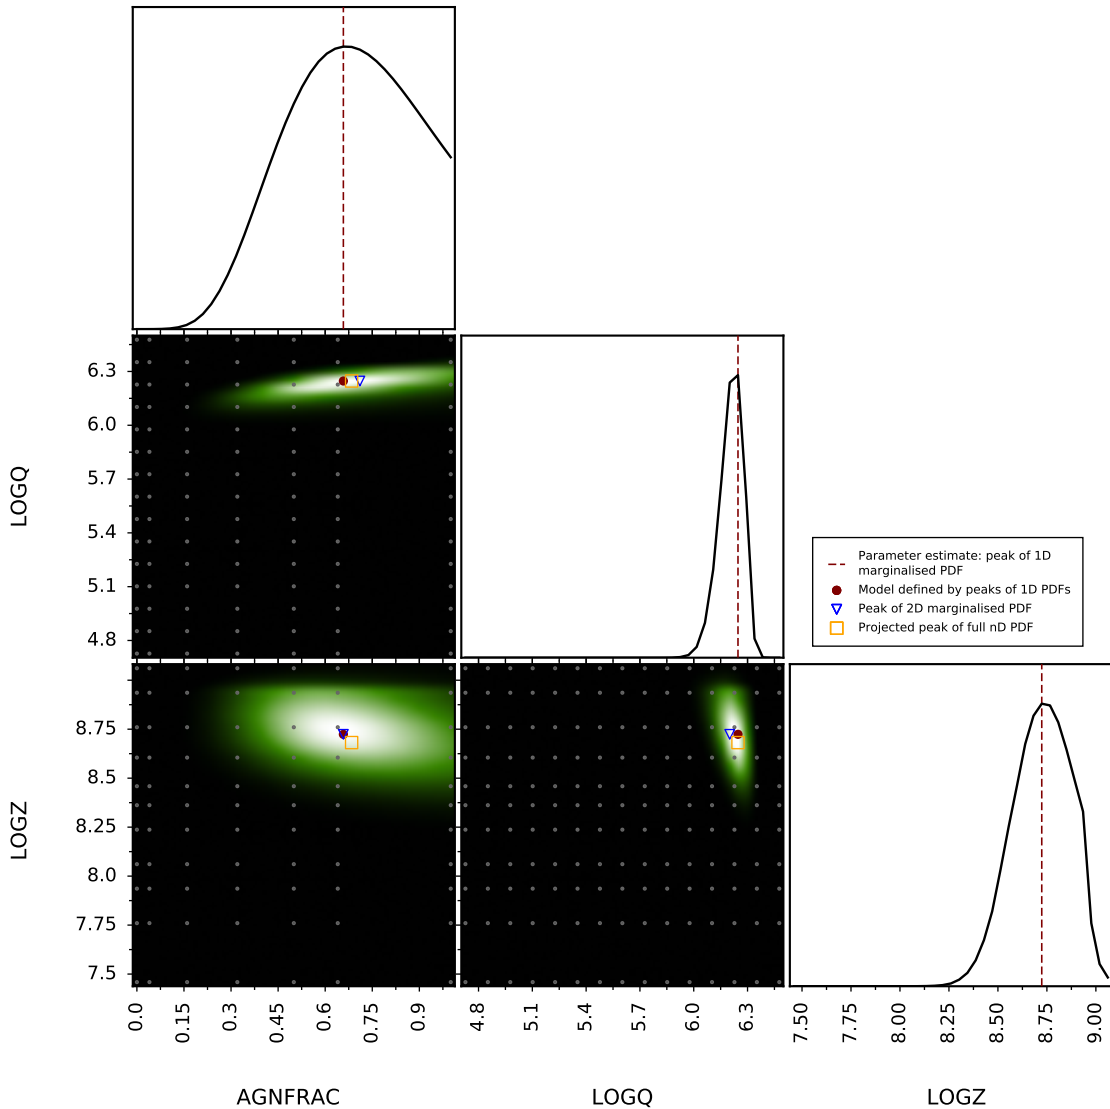 6.3
6.0
5.7
5.4
5.1
4.8
LOGQ
Parameter estimate: peak of 1D
marginalised PDF
Model defined by peaks of 1D PDFs
Peak of 2D marginalised PDF
Projected peak of full nD PDF
8.75
8.5
8.25
8.0
7.75
7.5
LOGZ
0.0 0.15 0.3 0.45 0.6 0.75 0.9
4.8 5.1 5.4 5.7 6.0 6.3
7.50 7.75 8.00 8.25 8.50 8.75 9.00
AGNFRAC
LOGQ
LOGZ